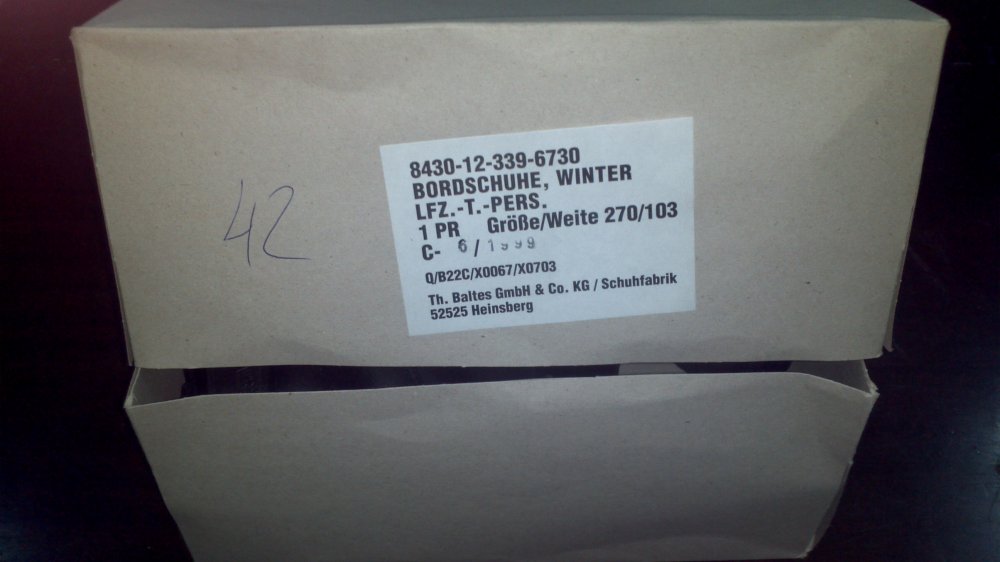 42
8430-12-339-6730
BORDSCHUHE, WINTER
LFZ.-T.-PERS.
1 PR Größe/Weite 270/103
C- 6 / 1999
Q/B22C/X0067/X0703
Th. Baltes GmbH & Co. KG / Schuhfabrik
52525 Heinsberg